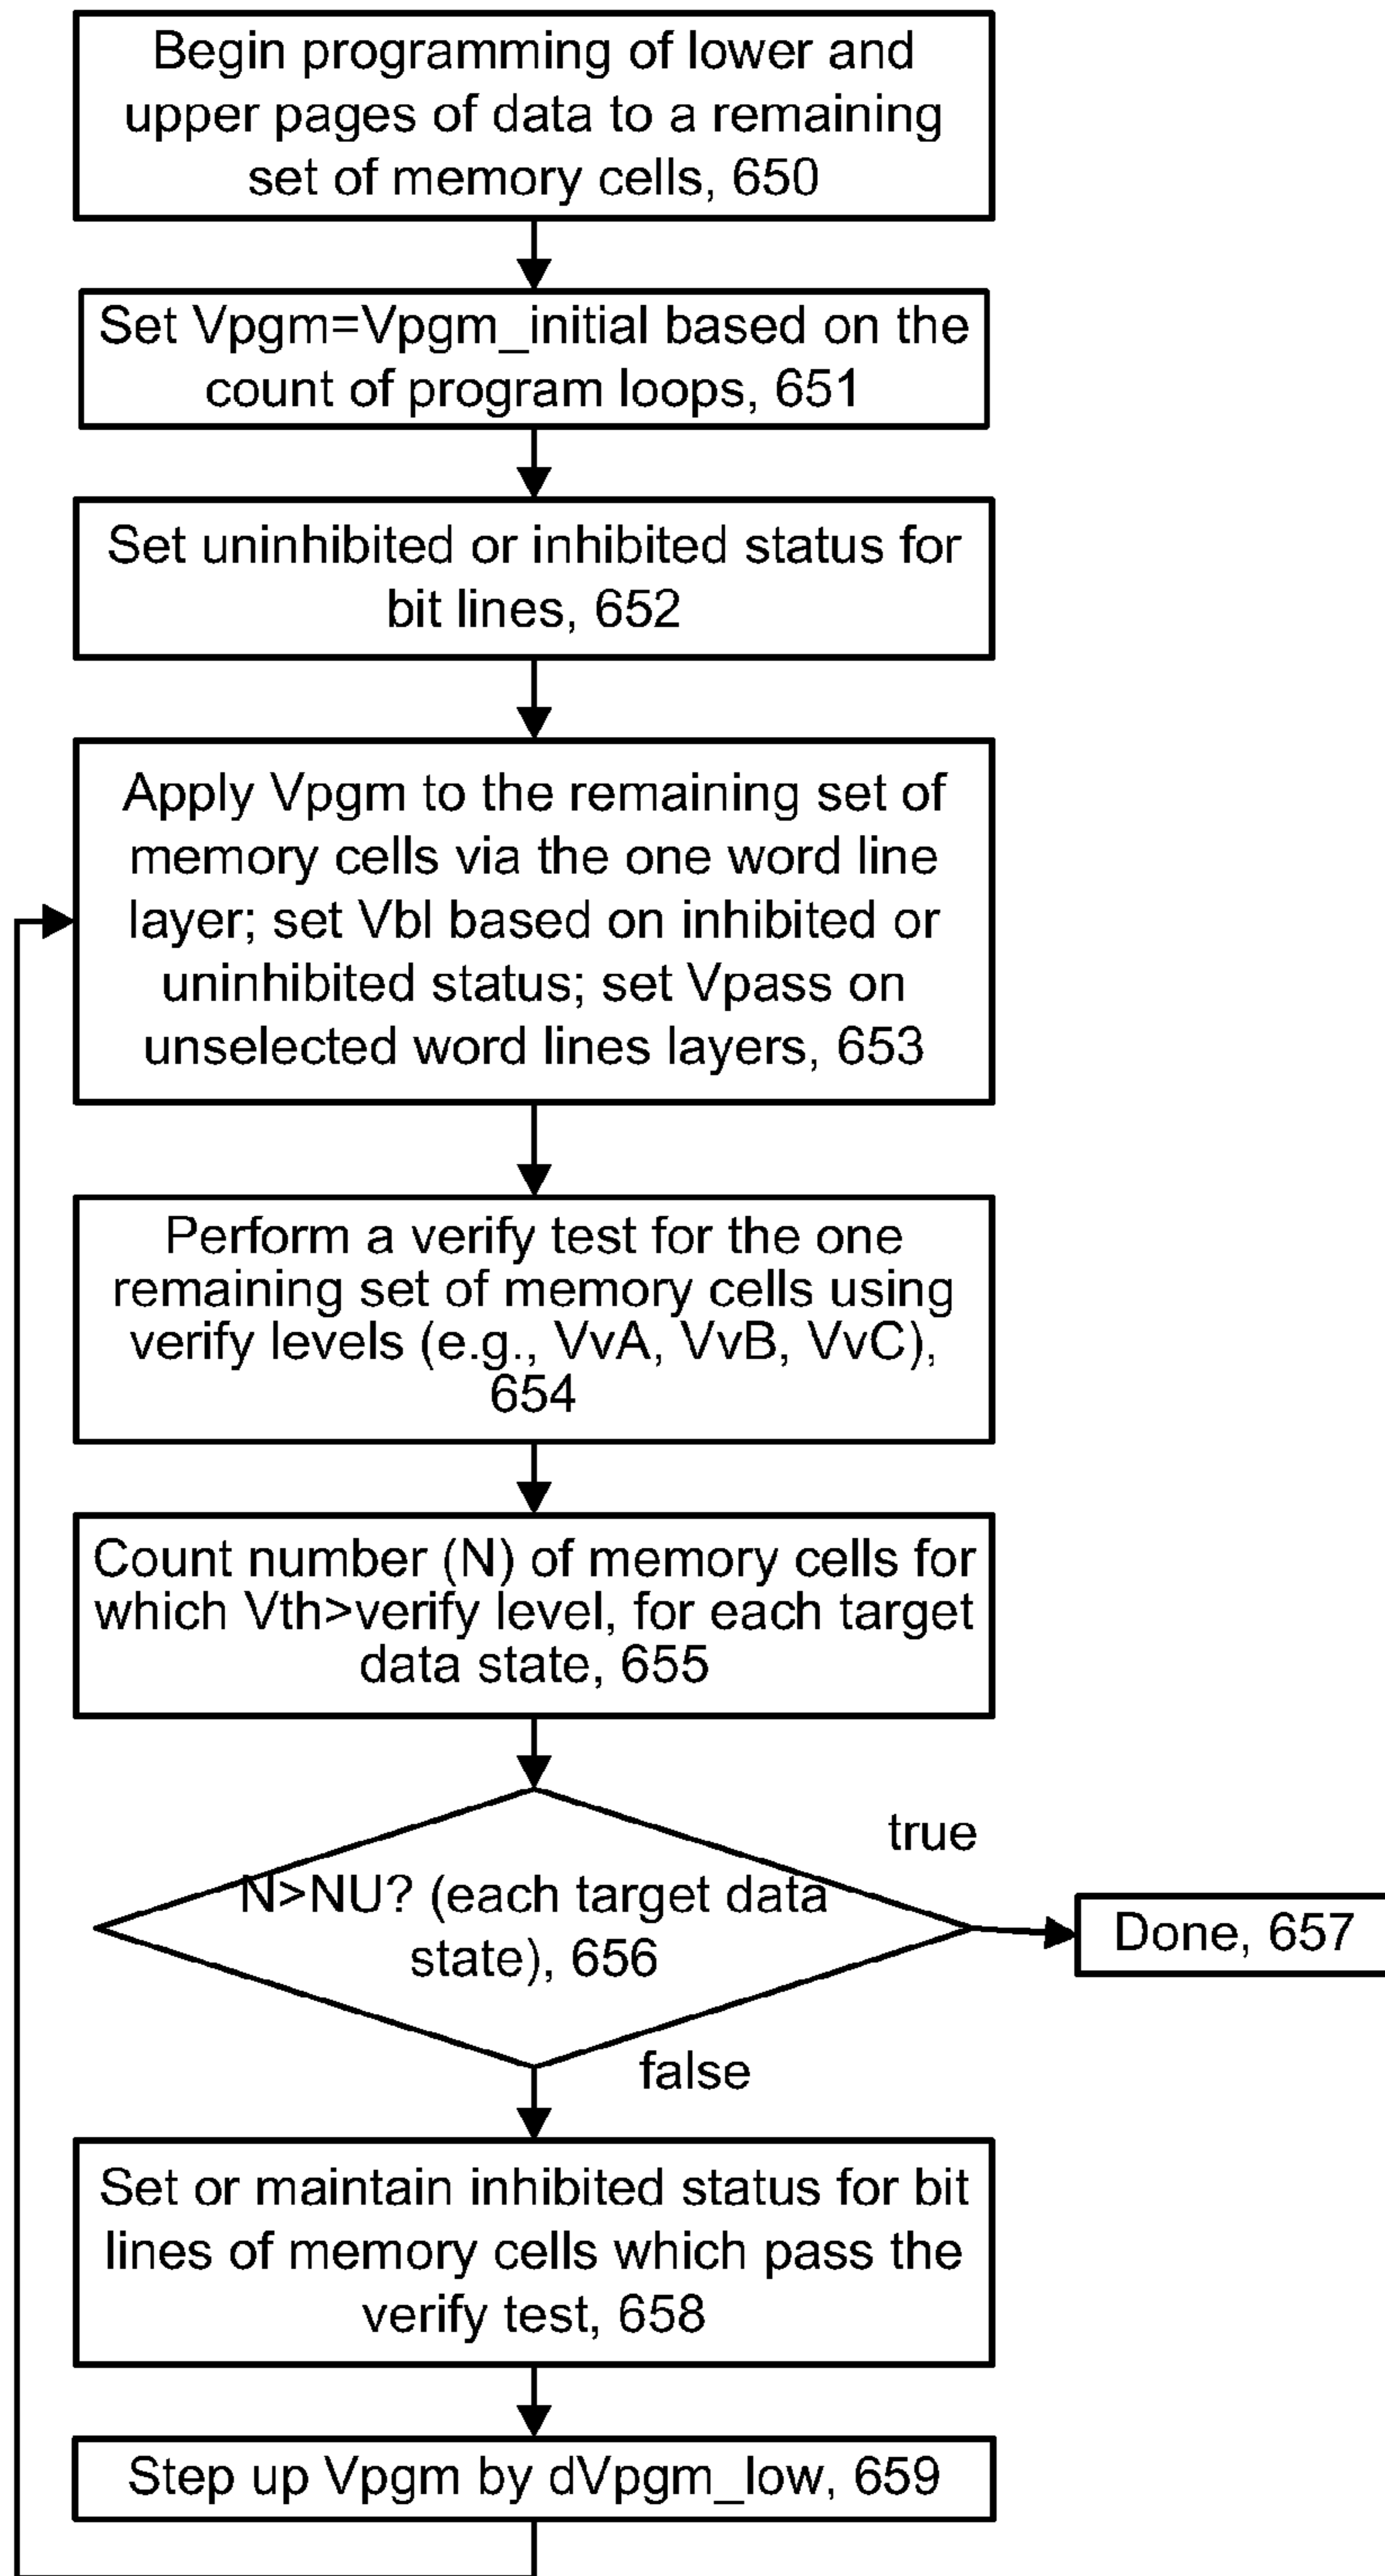 Begin programming of lower and
upper pages of data to a remaining
set of memory cells, 650
Set Vpgm=Vpgm_initial based on the
count of program loops, 651
Set uninhibited or inhibited status for
bit lines, 652
Apply Vpgm to the remaining set of
memory cells via the one word line
layer; set Vbl based on inhibited or
uninhibited status; set Vpass on
unselected word lines layers, 653
Perform a verify test for the one
remaining set of memory cells using
verify levels (e.g., VvA, VvB, VvC),
654
Count number (N) of memory cells for
which Vth>verify level, for each target
data state, 655
true
N>NU? (each target data
state), 656
Done, 657
false
Set or maintain inhibited status for bit
lines of memory cells which pass the
verify test, 658
Step up Vpgm by dVpgm_low, 659